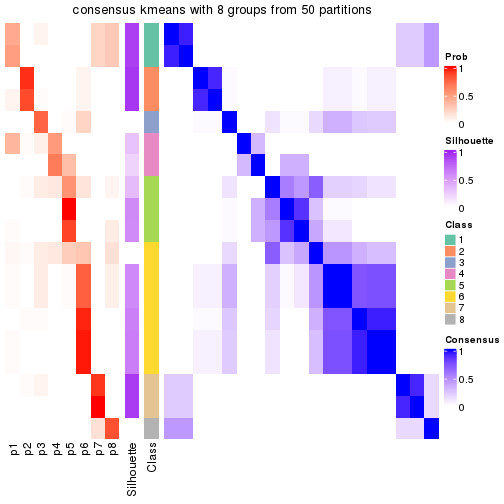 consensus kmeans with 8 groups from 50 partitions
Prob
1
0.5
0
Silhouette
1
0.5
0
Class
1
2
3
4
5
6
7
8
Consensus
1
0.5
0
p1
p2
p3
p4
p5
p6
p7
p8
Silhouette
Class